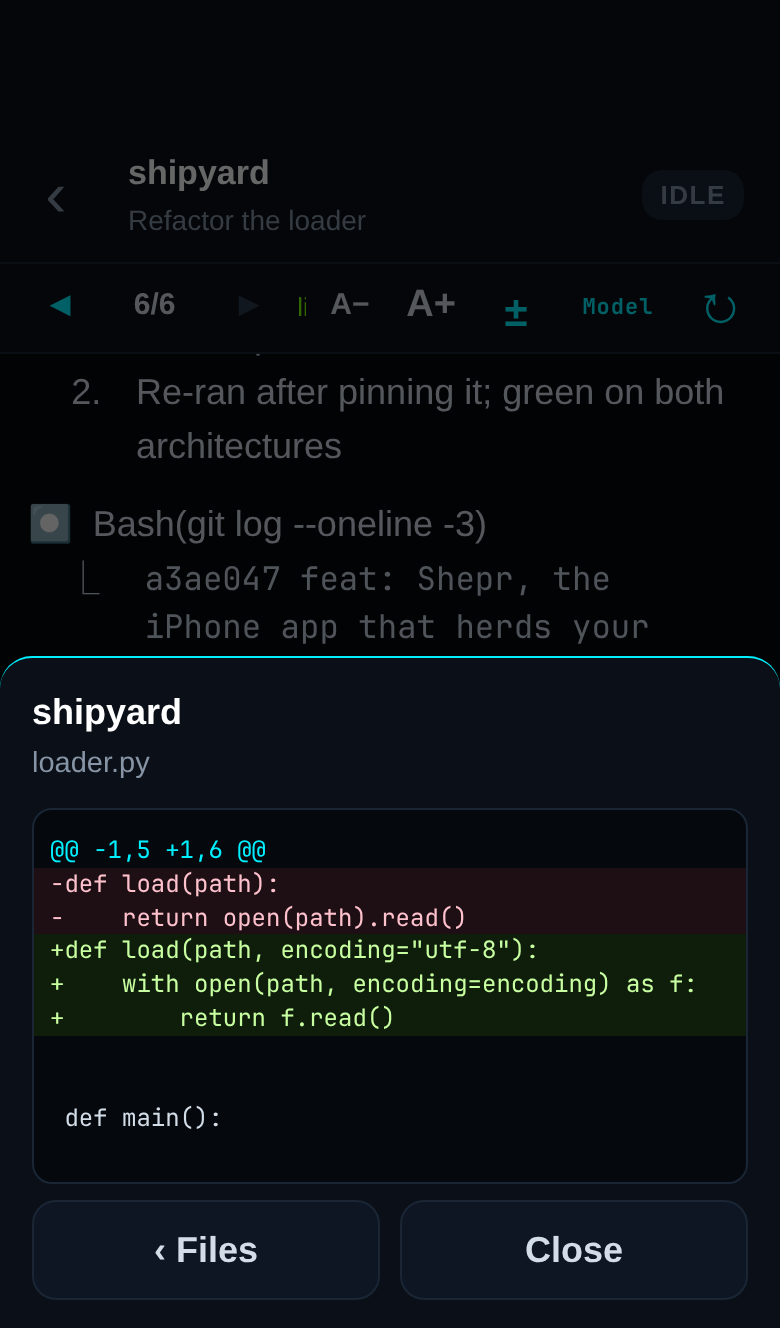 ‹ shipyard IDLE
Refactor the loader
◀ 6/6 ▶ li A− A+ ± Model ↻
2. Re-ran after pinning it; green on both
architectures
Bash(git log --oneline -3)
⎿ a3ae047 feat: Shepr, the
iPhone app that herds your
shipyard
loader.py
@@ -1,5 +1,6 @@
-def load(path):
-    return open(path).read()
+def load(path, encoding="utf-8"):
+    with open(path, encoding=encoding) as f:
+        return f.read()
 def main():
‹ Files Close